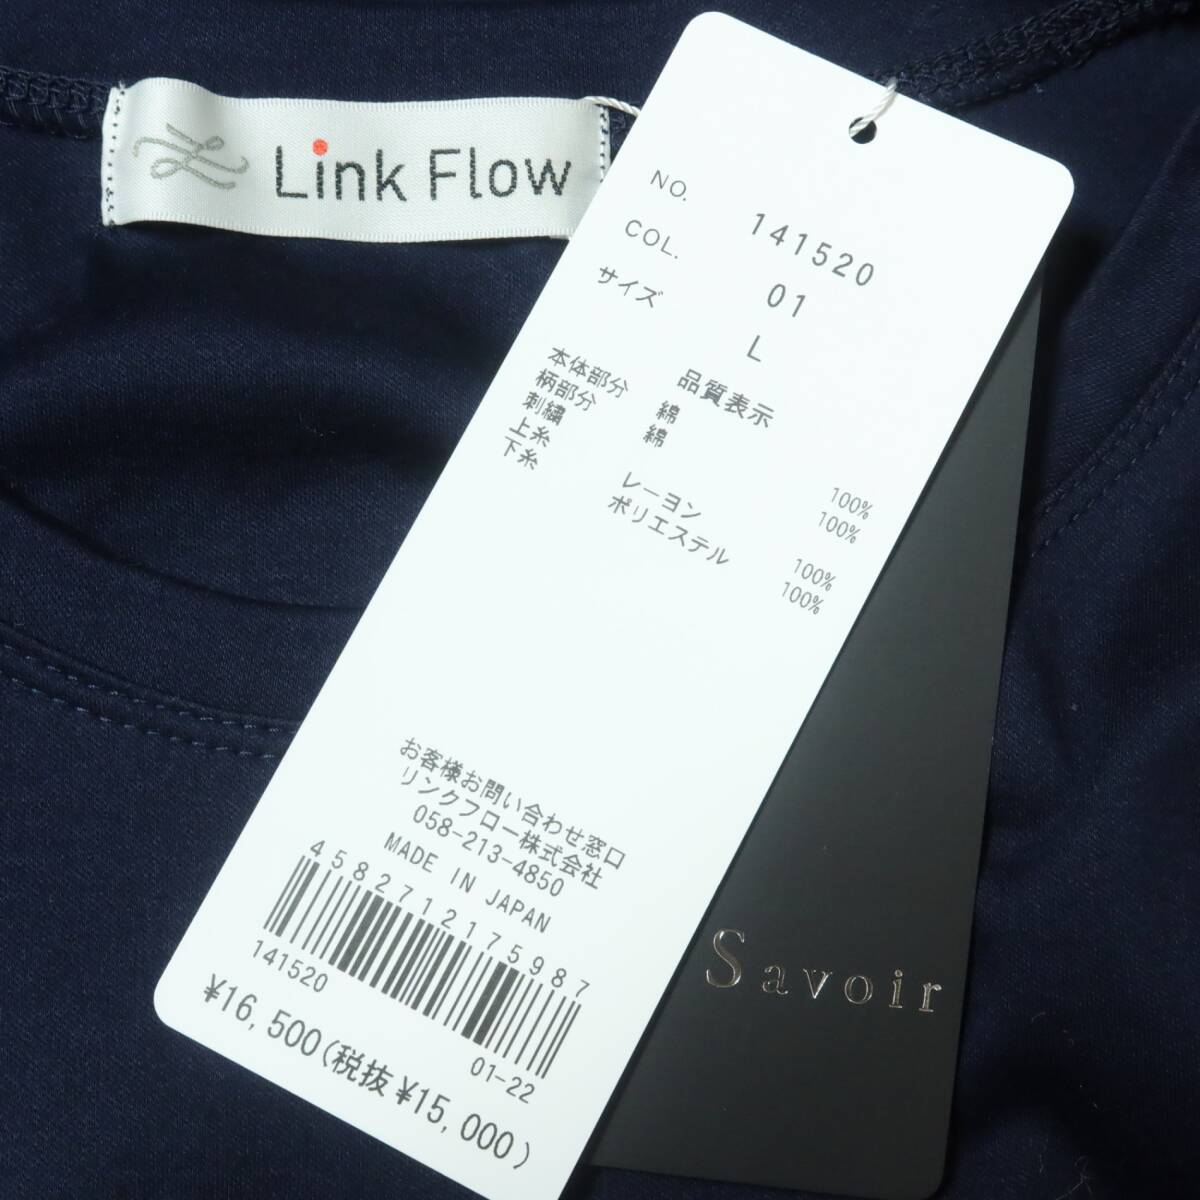 Link Flow
NO. 141520
COL. 01
サイズ L
品質表示
本体部分 綿 100%
柄部分 綿 100%
刺繍
上糸 レーヨン 100%
下糸 ポリエステル 100%
お客様お問い合わせ窓口
リンクフロー株式会社
058-213-4850
MADE IN JAPAN
4582712175987
141520
01-22
¥16,500(税抜¥15,000)
Savoir